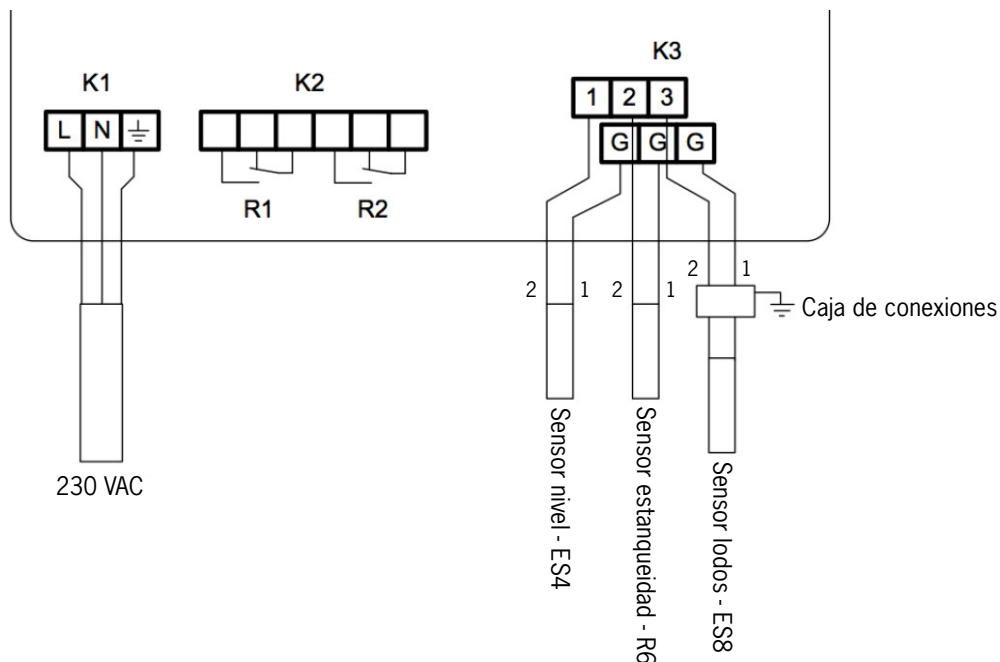 K1
L N
230 VAC
K2
R1 R2
K3
1 2 3
G G G
2 1 2 1
2 1
Caja de conexiones
Sensor nivel - ES4
Sensor estanqueidad - R6
Sensor lodos - ES8